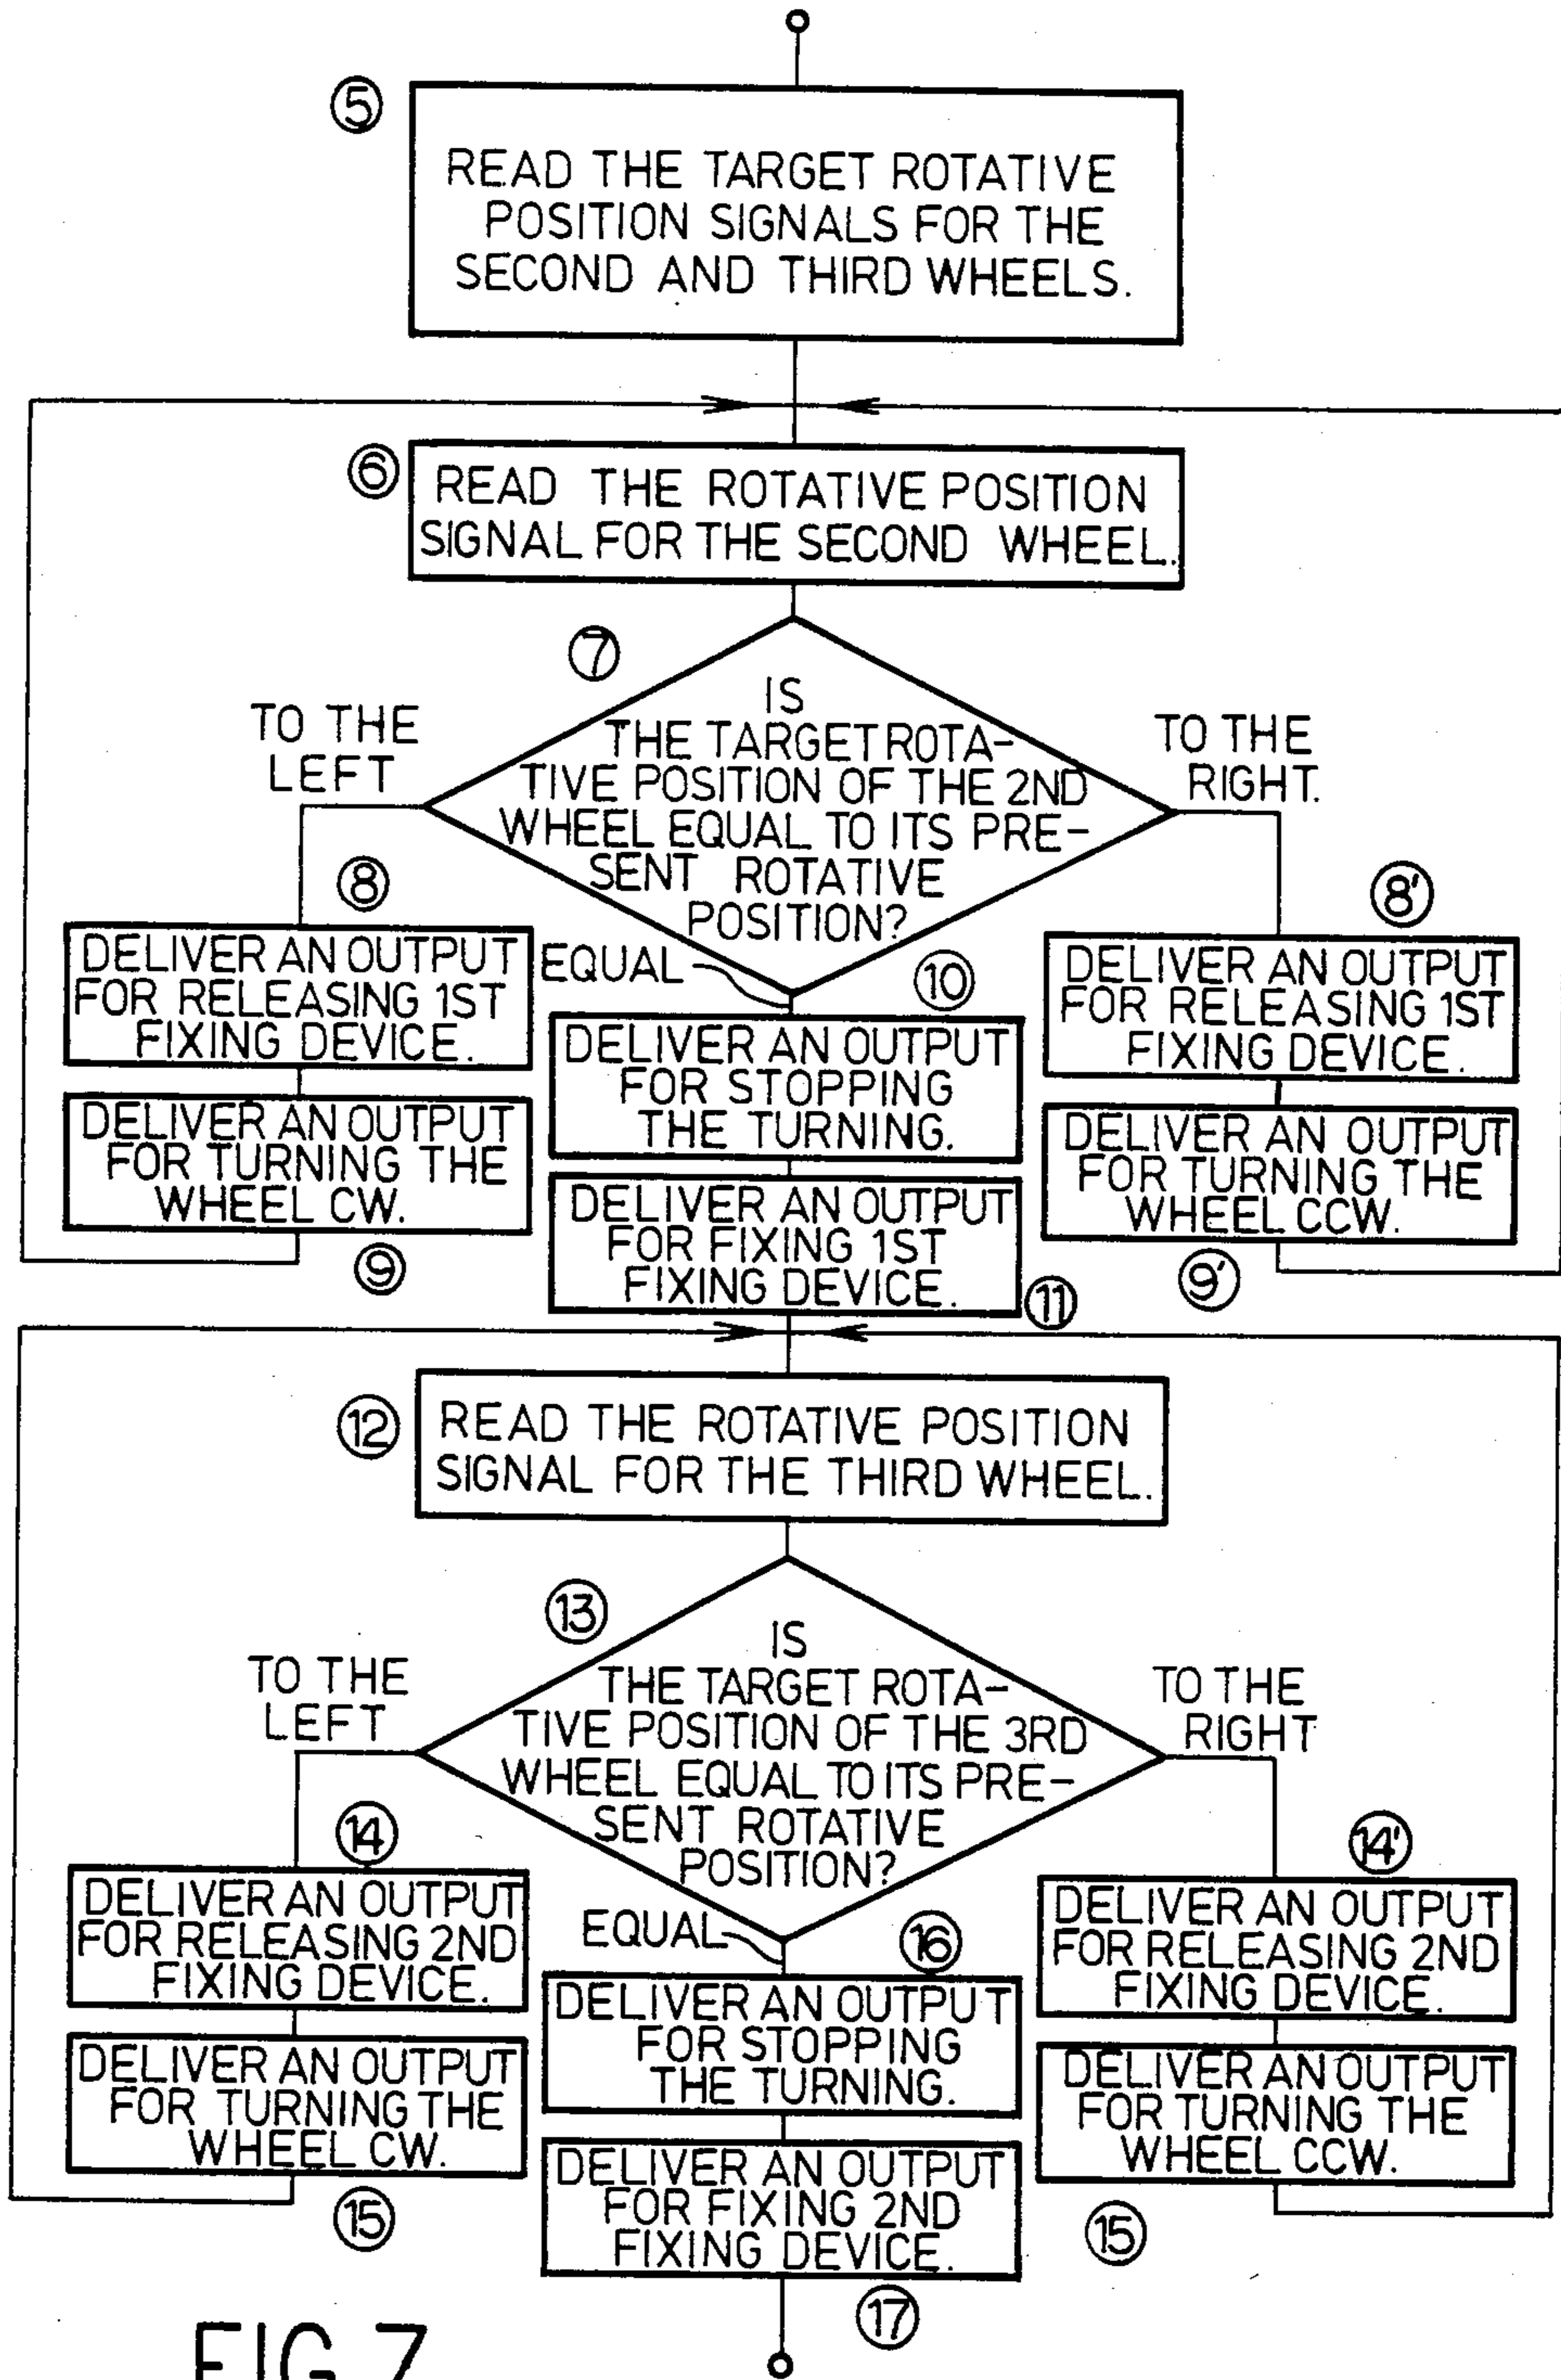 ⑤
READ THE TARGET ROTATIVE
POSITION SIGNALS FOR THE
SECOND AND THIRD WHEELS.
⑥
READ THE ROTATIVE POSITION
SIGNAL FOR THE SECOND WHEEL.
⑦
IS
THE TARGET ROTA-
TIVE POSITION OF THE 2ND
WHEEL EQUAL TO ITS PRE-
SENT ROTATIVE
POSITION?
TO THE
LEFT
TO THE
RIGHT.
EQUAL
⑧
DELIVER AN OUTPUT
FOR RELEASING 1ST
FIXING DEVICE.
DELIVER AN OUTPUT
FOR TURNING THE
WHEEL CW.
⑨
⑩
DELIVER AN OUTPUT
FOR STOPPING
THE TURNING.
DELIVER AN OUTPUT
FOR FIXING 1ST
FIXING DEVICE.
⑪
8'
DELIVER AN OUTPUT
FOR RELEASING 1ST
FIXING DEVICE.
DELIVER AN OUTPUT
FOR TURNING THE
WHEEL CCW.
9'
⑫
READ THE ROTATIVE POSITION
SIGNAL FOR THE THIRD WHEEL.
⑬
IS
THE TARGET ROTA-
TIVE POSITION OF THE 3RD
WHEEL EQUAL TO ITS PRE-
SENT ROTATIVE
POSITION?
TO THE
LEFT
TO THE
RIGHT
EQUAL
⑭
DELIVER AN OUTPUT
FOR RELEASING 2ND
FIXING DEVICE.
DELIVER AN OUTPUT
FOR TURNING THE
WHEEL CW.
⑮
⑯
DELIVER AN OUTPUT
FOR STOPPING
THE TURNING.
DELIVER AN OUTPUT
FOR FIXING 2ND
FIXING DEVICE.
⑰
14'
DELIVER AN OUTPUT
FOR RELEASING 2ND
FIXING DEVICE.
DELIVER AN OUTPUT
FOR TURNING THE
WHEEL CCW.
⑮
FIG.7